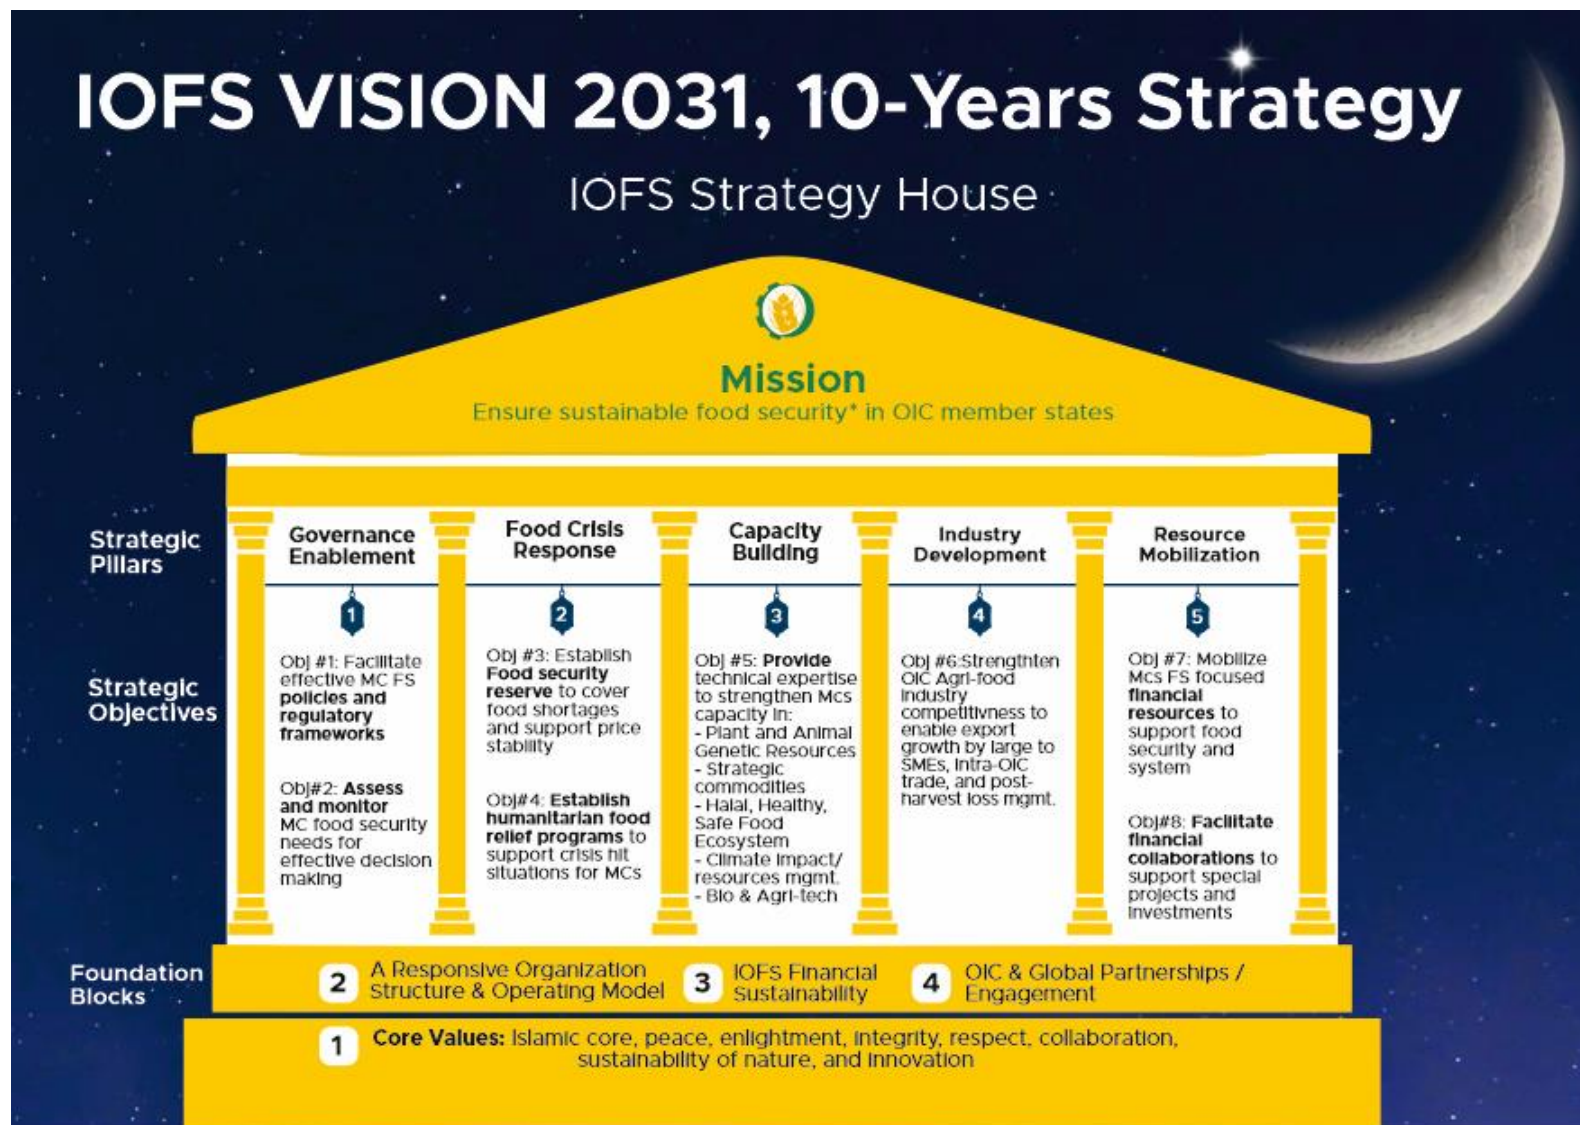 IOFS VISION 2031, 10-Years Strategy
IOFS Strategy House
Mission
Ensure sustainable food security* in OIC member states
Strategic
Pillars
Governance
Enablement
Food Crisis
Response
Capacity
Building
Industry
Development
Resource
Mobilization
1
2
3
4
5
Strategic
Objectives
Obj #1: Facilitate
effective MC FS
policies and
regulatory
frameworks
Obj#2: Assess
and monitor
MC food security
needs for
effective decision
making
Obj #3: Establish
Food security
reserve to cover
food shortages
and support price
stability
Obj#4: Establish
humanitarian food
relief programs to
support crisis hit
situations for MCs
Obj #5: Provide
technical expertise
to strengthen Mcs
capacity in:
- Plant and Animal
Genetic Resources
- Strategic
commodities
- Halal, Healthy,
Safe Food
Ecosystem
- Climate impact/
resources mgmt.
- Bio & Agri-tech
Obj #6:Strengthten
OIC Agri-food
industry
competitivness to
enable export
growth by large to
SMEs, Intra-OIC
trade, and post-
harvest loss mgmt.
Obj #7: Mobilize
Mcs FS focused
financial
resources to
support food
security and
system
Obj#8: Facilitate
financial
collaborations to
support special
projects and
investments
Foundation
Blocks
2
A Responsive Organization
Structure & Operating Model
3
IOFS Financial
Sustainability
4
OIC & Global Partnerships /
Engagement
1
Core Values: Islamic core, peace, enlightment, integrity, respect, collaboration,
sustainability of nature, and innovation